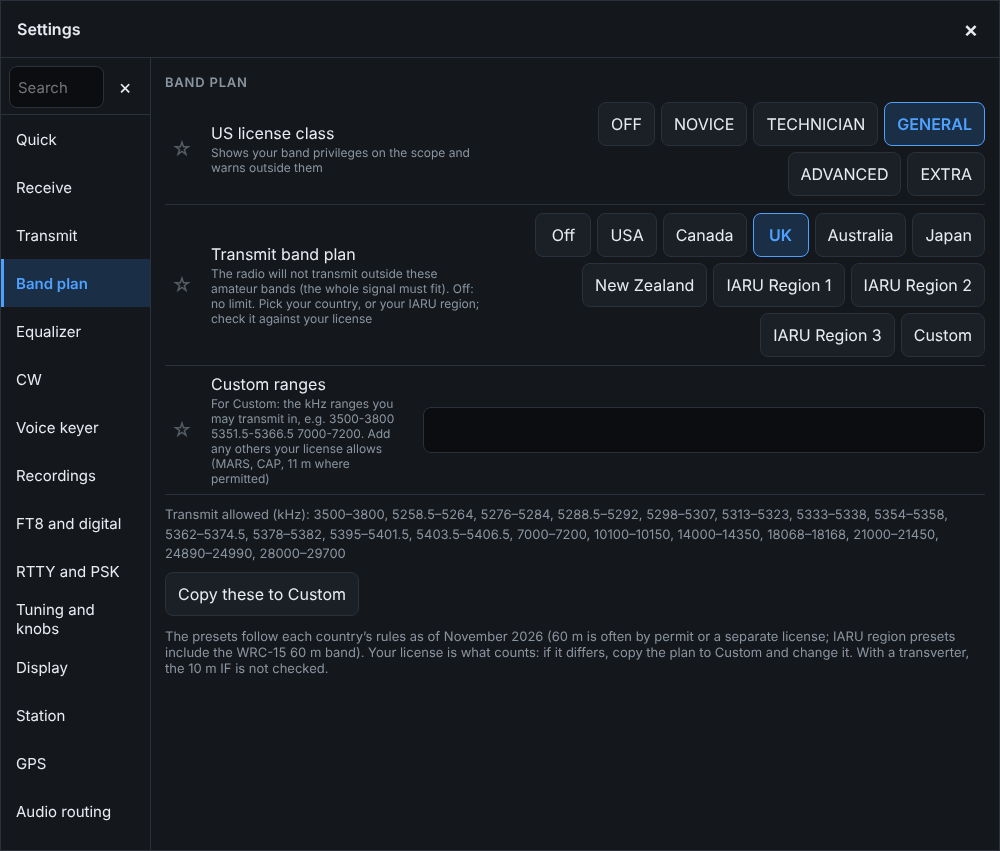 Settings
×
Search
×
Quick
Receive
Transmit
Band plan
Equalizer
CW
Voice keyer
Recordings
FT8 and digital
RTTY and PSK
Tuning and
knobs
Display
Station
GPS
Audio routing
BAND PLAN
☆
US license class
Shows your band privileges on the scope and
warns outside them
OFF NOVICE TECHNICIAN GENERAL
ADVANCED EXTRA
☆
Transmit band plan
The radio will not transmit outside these
amateur bands (the whole signal must fit). Off:
no limit. Pick your country, or your IARU region;
check it against your license
Off USA Canada UK Australia Japan
New Zealand IARU Region 1 IARU Region 2
IARU Region 3 Custom
☆
Custom ranges
For Custom: the kHz ranges you
may transmit in, e.g. 3500-3800
5351.5-5366.5 7000-7200. Add
any others your license allows
(MARS, CAP, 11 m where
permitted)
Transmit allowed (kHz): 3500–3800, 5258.5–5264, 5276–5284, 5288.5–5292, 5298–5307, 5313–5323, 5333–5338, 5354–5358,
5362–5374.5, 5378–5382, 5395–5401.5, 5403.5–5406.5, 7000–7200, 10100–10150, 14000–14350, 18068–18168, 21000–21450,
24890–24990, 28000–29700
Copy these to Custom
The presets follow each country’s rules as of November 2026 (60 m is often by permit or a separate license; IARU region presets
include the WRC-15 60 m band). Your license is what counts: if it differs, copy the plan to Custom and change it. With a transverter,
the 10 m IF is not checked.